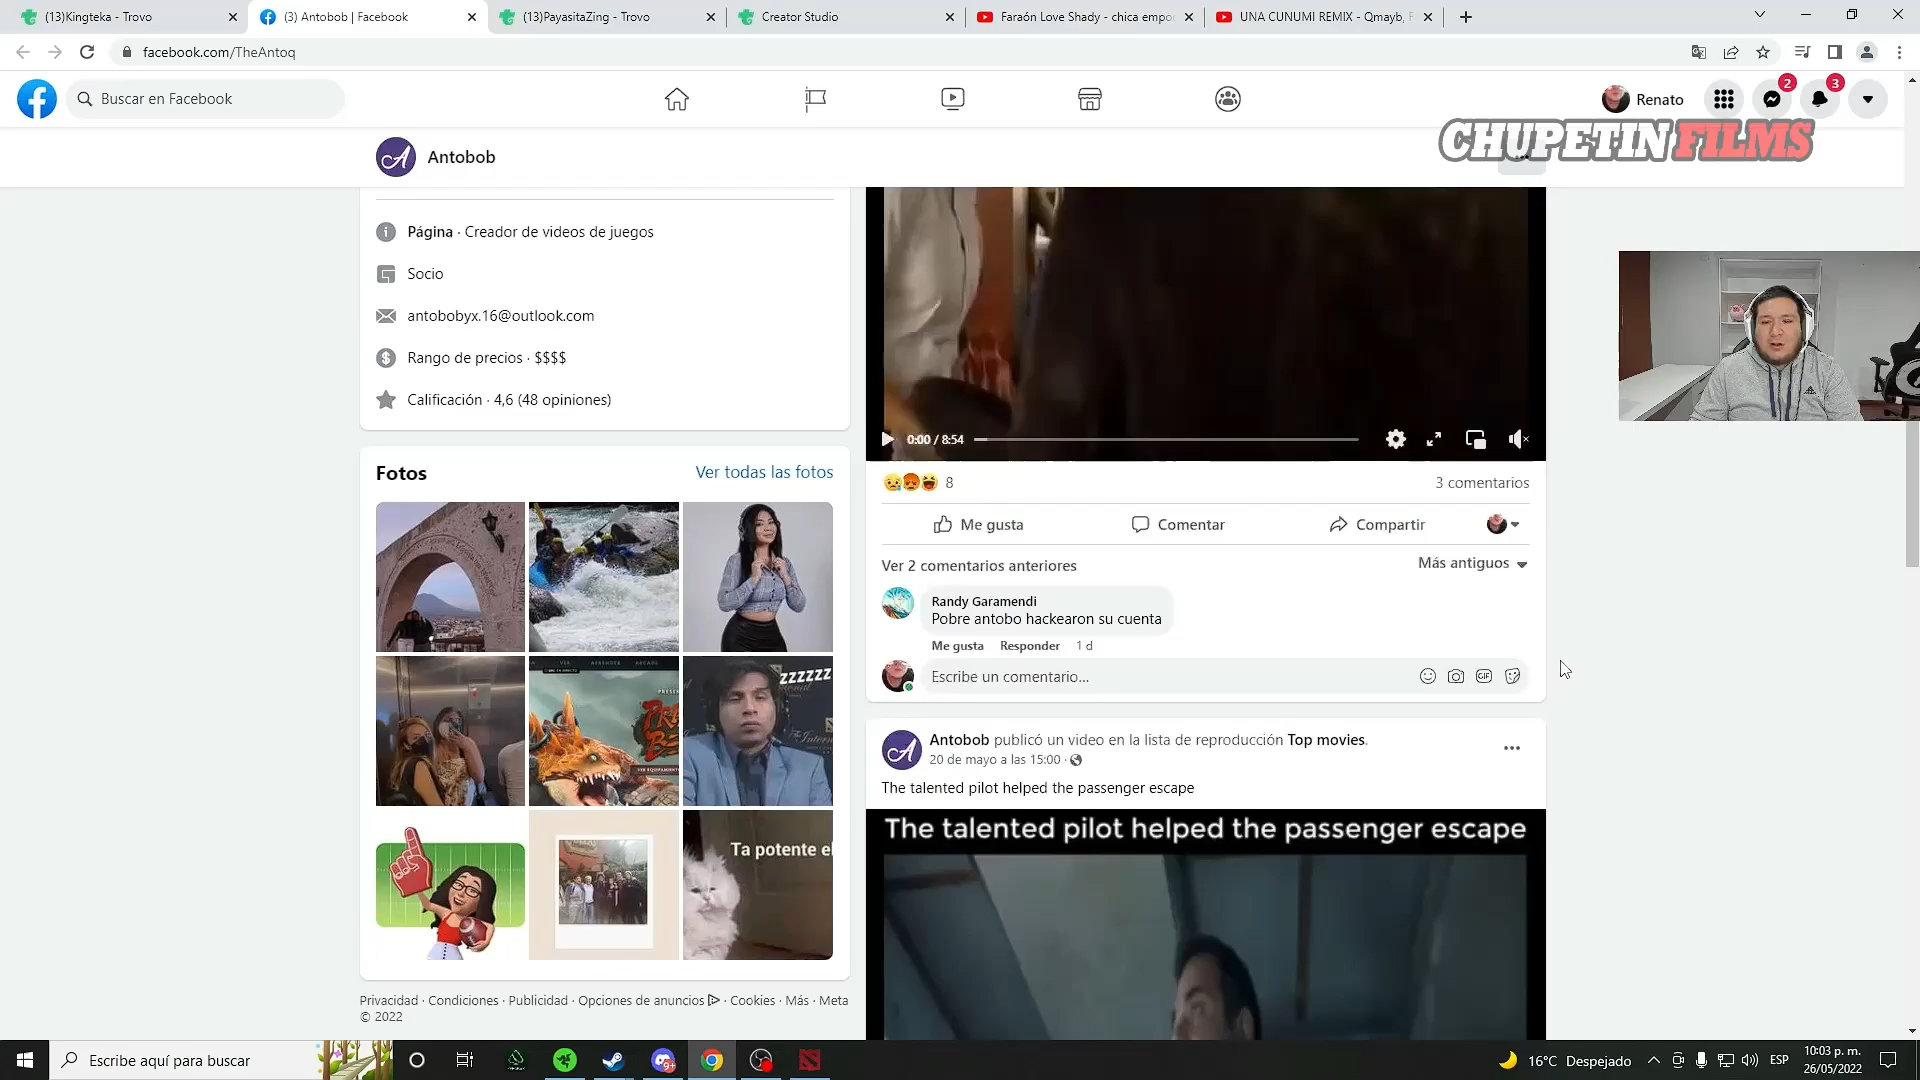 (13)Kingteka - Trovo
(3) Antobob | Facebook
(13)PayasitaZing - Trovo
Creator Studio
Faraón Love Shady - chica empo
UNA CUNUMI REMIX - Qmayb, F
facebook.com/TheAntoq
Buscar en Facebook
Renato
2
3
CHUPETIN FILMS
Antobob
Página · Creador de videos de juegos
Socio
antobobyx.16@outlook.com
Rango de precios · $$$$
Calificación · 4,6 (48 opiniones)
Fotos
Ver todas las fotos
zzzzzz
Ta potente el
Privacidad · Condiciones · Publicidad · Opciones de anuncios · Cookies · Más · Meta
© 2022
0:00 / 8:54
8
3 comentarios
Me gusta
Comentar
Compartir
Ver 2 comentarios anteriores
Más antiguos
Randy Garamendi
Pobre antobo hackearon su cuenta
Me gusta Responder 1 d
Escribe un comentario...
GIF
Antobob publicó un video en la lista de reproducción Top movies.
20 de mayo a las 15:00 ·
The talented pilot helped the passenger escape
The talented pilot helped the passenger escape
Escribe aquí para buscar
9+
16°C Despejado
ESP
10:03 p. m.
26/05/2022